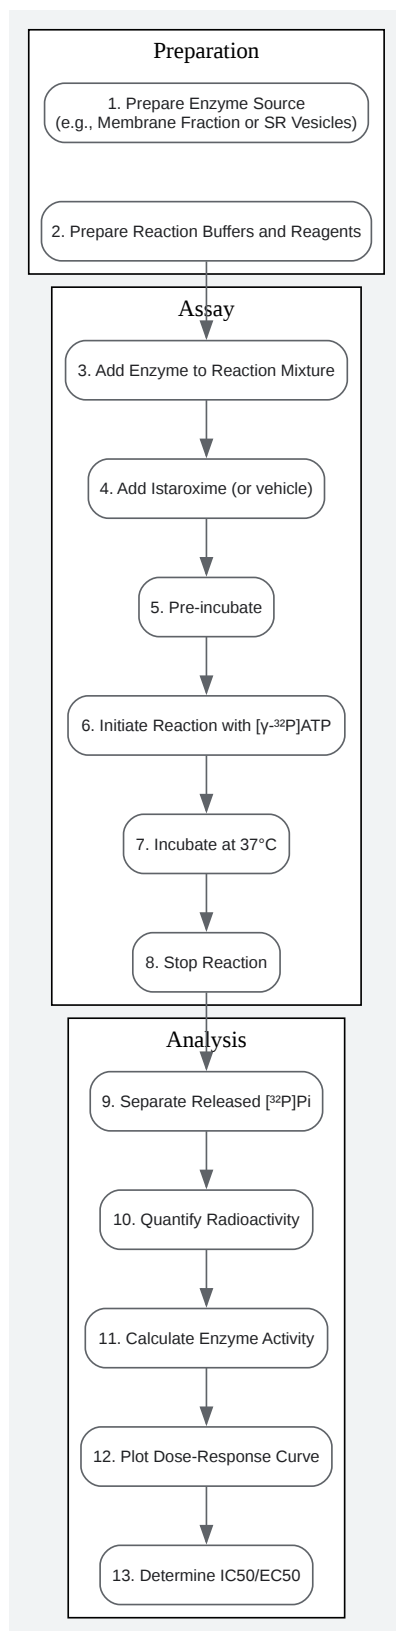 Preparation
1. Prepare Enzyme Source
(e.g., Membrane Fraction or SR Vesicles)
2. Prepare Reaction Buffers and Reagents
Assay
3. Add Enzyme to Reaction Mixture
4. Add Istaroxime (or vehicle)
5. Pre-incubate
6. Initiate Reaction with [γ-³²P]ATP
7. Incubate at 37°C
8. Stop Reaction
Analysis
9. Separate Released [³²P]Pi
10. Quantify Radioactivity
11. Calculate Enzyme Activity
12. Plot Dose-Response Curve
13. Determine IC50/EC50